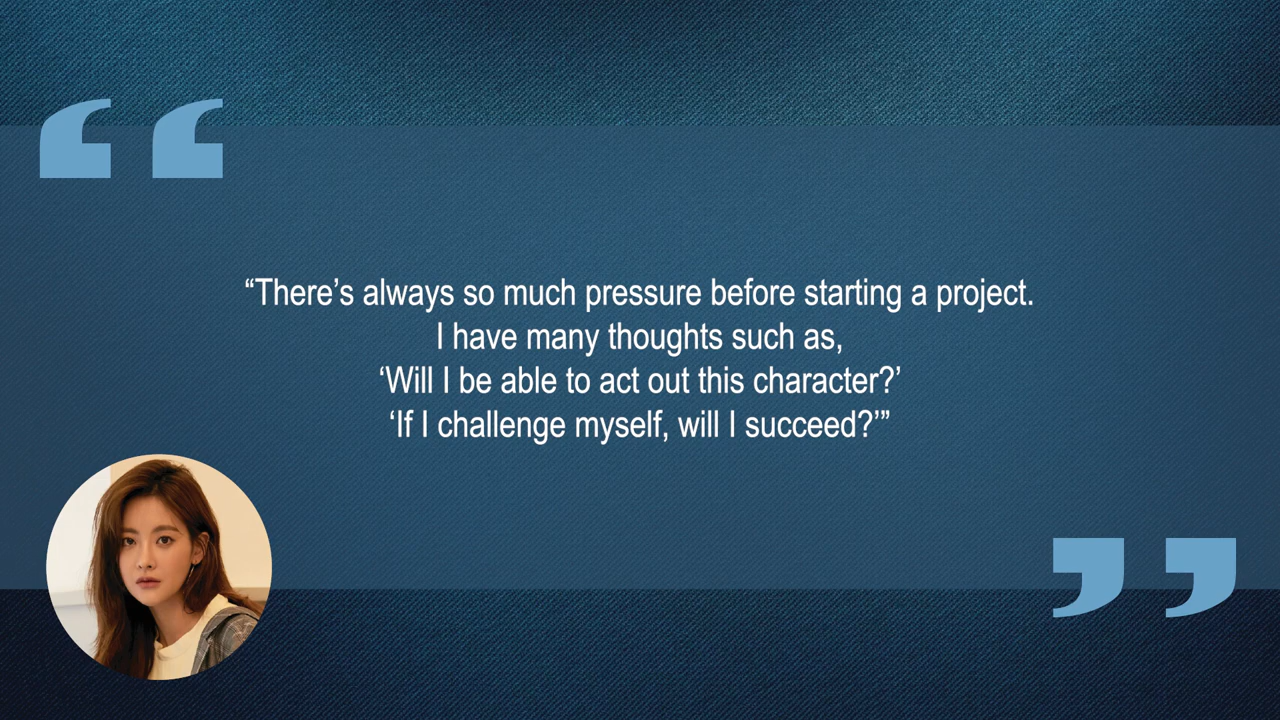 “There’s always so much pressure before starting a project.
I have many thoughts such as,
‘Will I be able to act out this character?’
‘If I challenge myself, will I succeed?’”